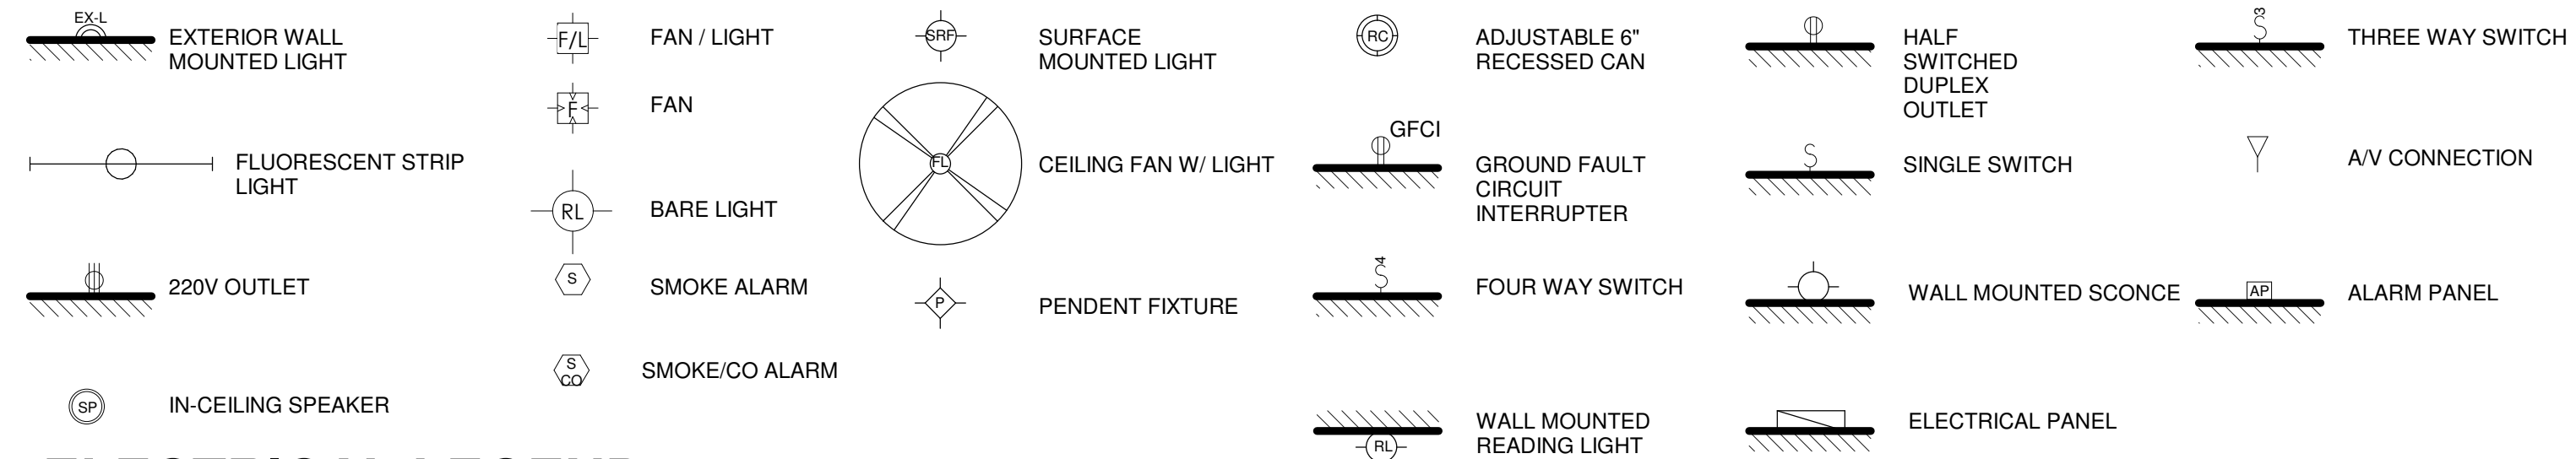 EX-L
EXTERIOR WALL
MOUNTED LIGHT
FLUORESCENT STRIP
LIGHT
220V OUTLET
SP
IN-CEILING SPEAKER
F/L
FAN / LIGHT
F
FAN
RL
BARE LIGHT
S
SMOKE ALARM
S
CO
SMOKE/CO ALARM
SRF
SURFACE
MOUNTED LIGHT
FL
CEILING FAN W/ LIGHT
P
PENDENT FIXTURE
RC
ADJUSTABLE 6"
RECESSED CAN
GFCI
GROUND FAULT
CIRCUIT
INTERRUPTER
4
FOUR WAY SWITCH
RL
WALL MOUNTED
READING LIGHT
HALF
SWITCHED
DUPLEX
OUTLET
SINGLE SWITCH
WALL MOUNTED SCONCE
ELECTRICAL PANEL
3
THREE WAY SWITCH
A/V CONNECTION
AP
ALARM PANEL